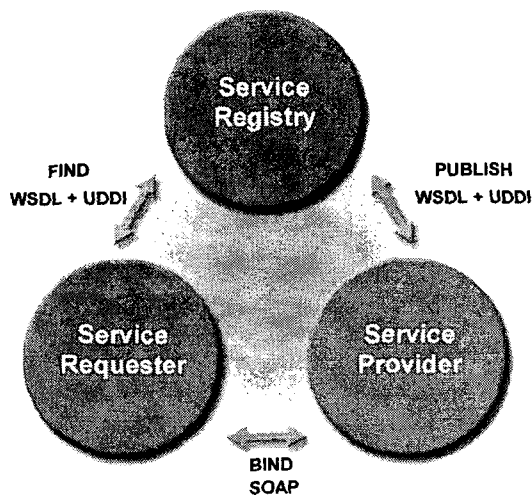 Service
Registry
FIND
WSDL + UDDI
PUBLISH
WSDL + UDDI
Service
Requester
Service
Provider
BIND
SOAP